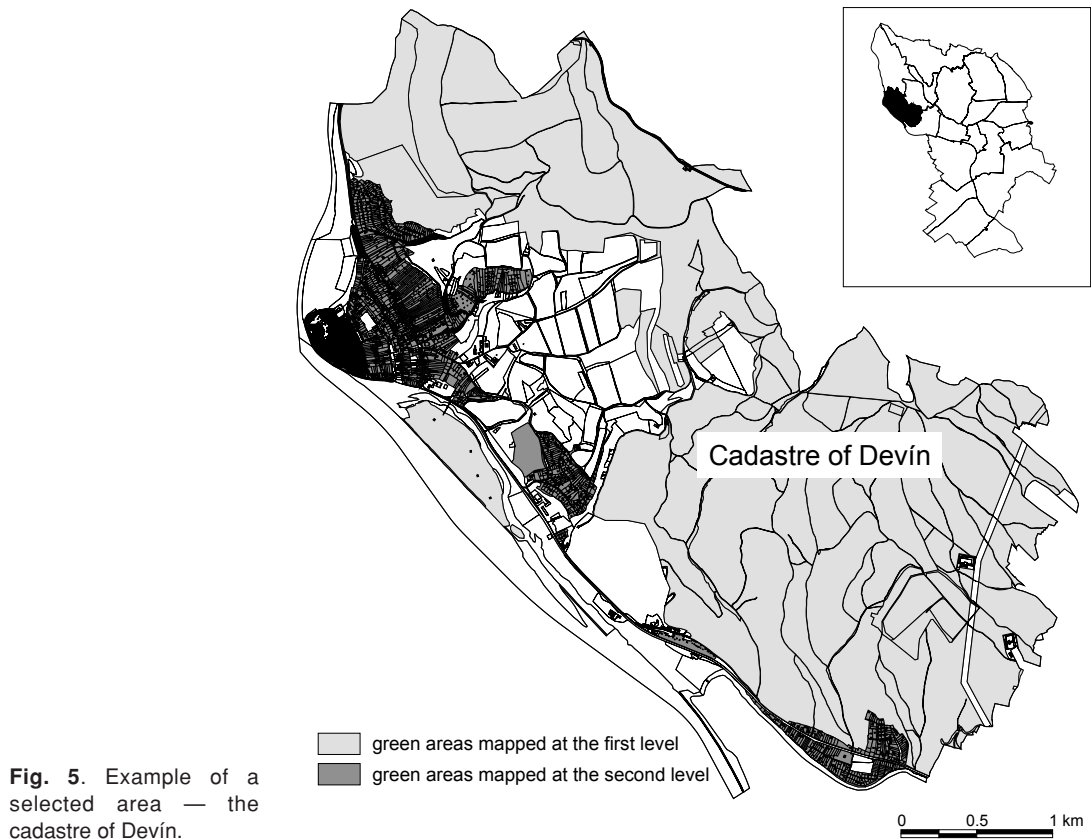 Cadastre of Devín
green areas mapped at the first level
green areas mapped at the second level
Fig. 5. Example of a
selected area — the
cadastre of Devín.
0 0.5 1 km